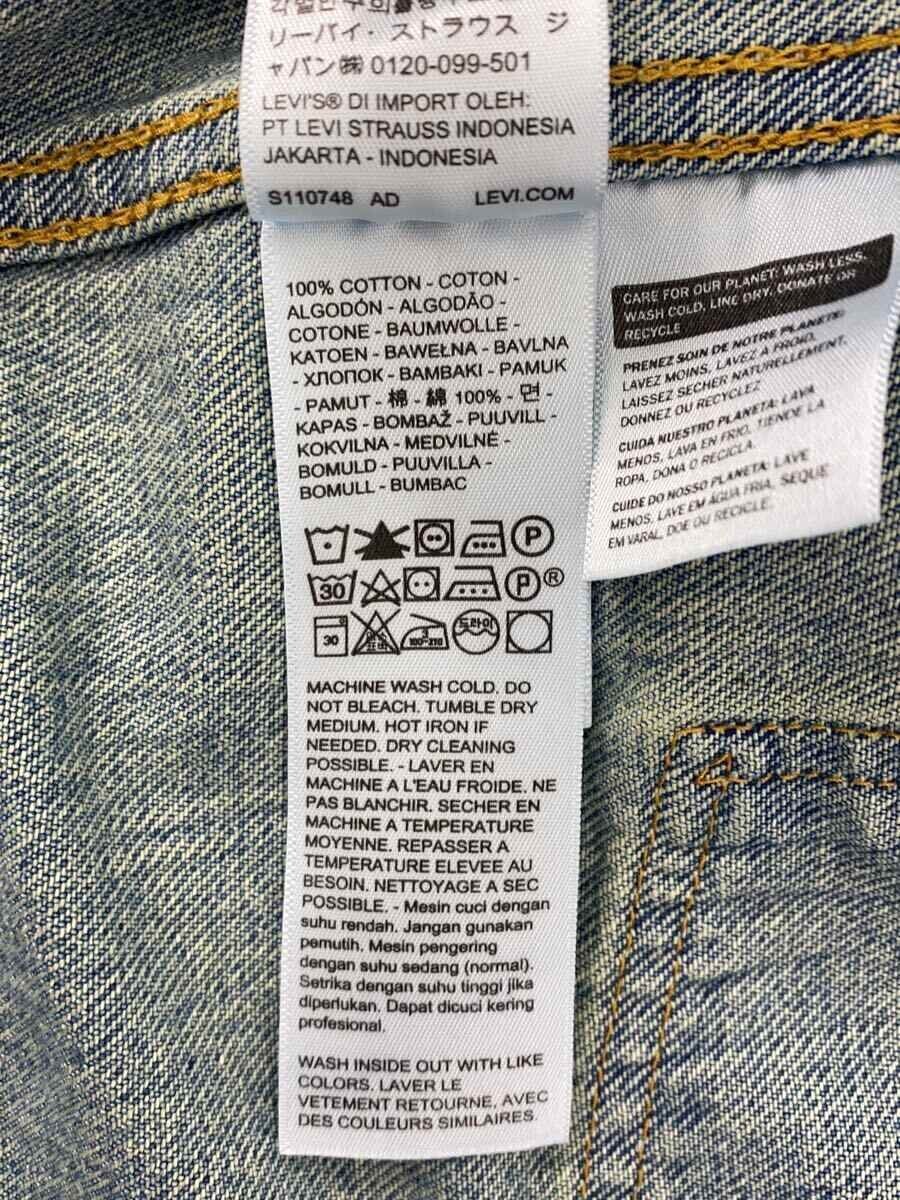 リーバイ・ストラウス ジ
ャパン㈱ 0120-099-501
LEVI'S® DI IMPORT OLEH:
PT LEVI STRAUSS INDONESIA
JAKARTA - INDONESIA
S110748 AD LEVI.COM
100% COTTON - COTON -
ALGODÓN - ALGODÃO -
COTONE - BAUMWOLLE -
KATOEN - BAWEŁNA - BAVLNA
- ХЛОПОК - BAMBAKI - PAMUK
- PAMUT - 棉 - 綿 100% - 면 -
KAPAS - BOMBAŽ - PUUVILL -
KOKVILNA - MEDVILNĖ -
BOMULD - PUUVILLA -
BOMULL - BUMBAC
P
30 P ®
30 표백 3 180-210 드라이
MACHINE WASH COLD. DO
NOT BLEACH. TUMBLE DRY
MEDIUM. HOT IRON IF
NEEDED. DRY CLEANING
POSSIBLE. - LAVER EN
MACHINE A L'EAU FROIDE. NE
PAS BLANCHIR. SECHER EN
MACHINE A TEMPERATURE
MOYENNE. REPASSER A
TEMPERATURE ELEVEE AU
BESOIN. NETTOYAGE A SEC
POSSIBLE. - Mesin cuci dengan
suhu rendah. Jangan gunakan
pemutih. Mesin pengering
dengan suhu sedang (normal).
Setrika dengan suhu tinggi jika
diperlukan. Dapat dicuci kering
profesional.
WASH INSIDE OUT WITH LIKE
COLORS. LAVER LE
VETEMENT RETOURNE, AVEC
DES COULEURS SIMILAIRES.
CARE FOR OUR PLANET: WASH LESS,
WASH COLD, LINE DRY, DONATE OR
RECYCLE
PRENEZ SOIN DE NOTRE PLANETE:
LAVEZ MOINS, LAVEZ A FROID,
LAISSEZ SECHER NATURELLEMENT,
DONNEZ OU RECYCLEZ
CUIDA NUESTRO PLANETA: LAVA
MENOS, LAVA EN FRIO, TIENDE LA
ROPA, DONA O RECICLA.
CUIDE DO NOSSO PLANETA: LAVE
MENOS, LAVE EM ÁGUA FRIA, SEQUE
EM VARAL, DOE OU RECICLE.